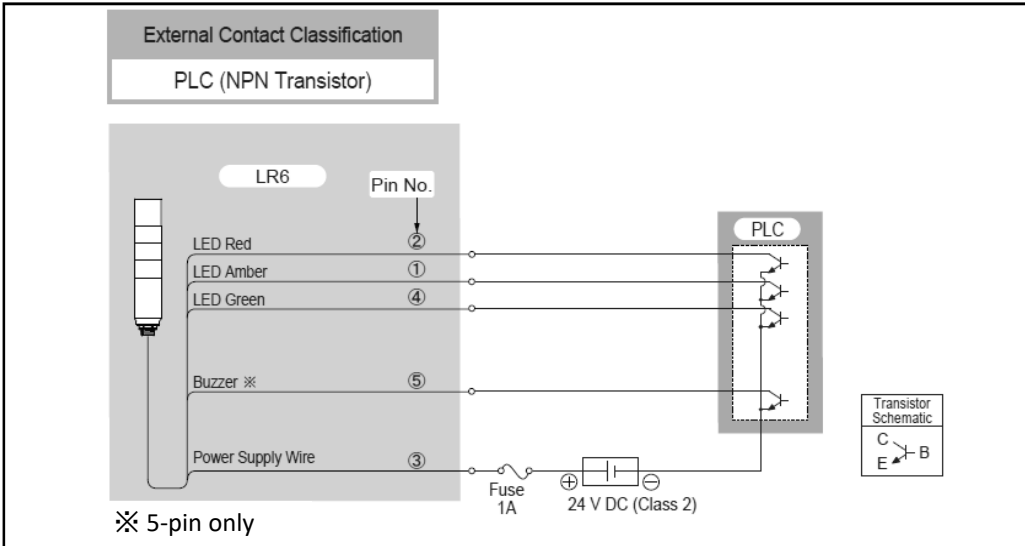 External Contact Classification
PLC (NPN Transistor)
LR6
Pin No.
PLC
LED Red ②
LED Amber ①
LED Green ④
Buzzer ※ ⑤
Transistor
Schematic
C
B
E
Power Supply Wire ③
Fuse
1A
⊕ ⊖
24 V DC (Class 2)
※ 5-pin only